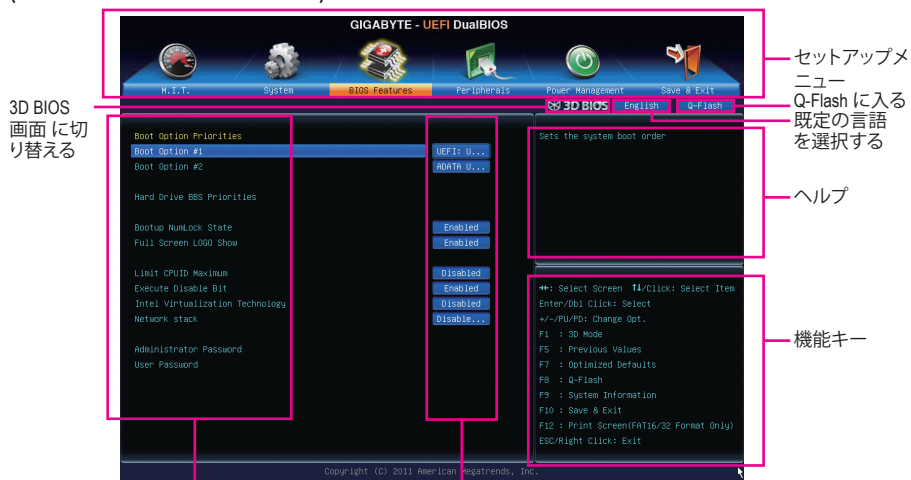 GIGABYTE - UEFI DualBIOS
M.I.T.
System
BIOS Features
Peripherals
Power Management
Save & Exit
セットアップメ
ニュー
3D BIOS
English
Q-Flash
Q-Flash に入る
既定の言語
を選択する
3D BIOS
画面 に切
り替える
Boot Option Priorities
Boot Option #1 UEFI: U...
Boot Option #2 ADATA U...
Hard Drive BBS Priorities
Bootup NumLock State Enabled
Full Screen LOGO Show Enabled
Limit CPUID Maximum Disabled
Execute Disable Bit Enabled
Intel Virtualization Technology Disabled
Network stack Disable...
Administrator Password
User Password
Sets the system boot order
ヘルプ
→←: Select Screen ↑↓/Click: Select Item
Enter/Dbl Click: Select
+/-/PU/PD: Change Opt.
F1 : 3D Mode
F5 : Previous Values
F7 : Optimized Defaults
F8 : Q-Flash
F9 : System Information
F10 : Save & Exit
F12 : Print Screen(FAT16/32 Format Only)
ESC/Right Click: Exit
機能キー
Copyright (C) 2011 American Megatrends, Inc.